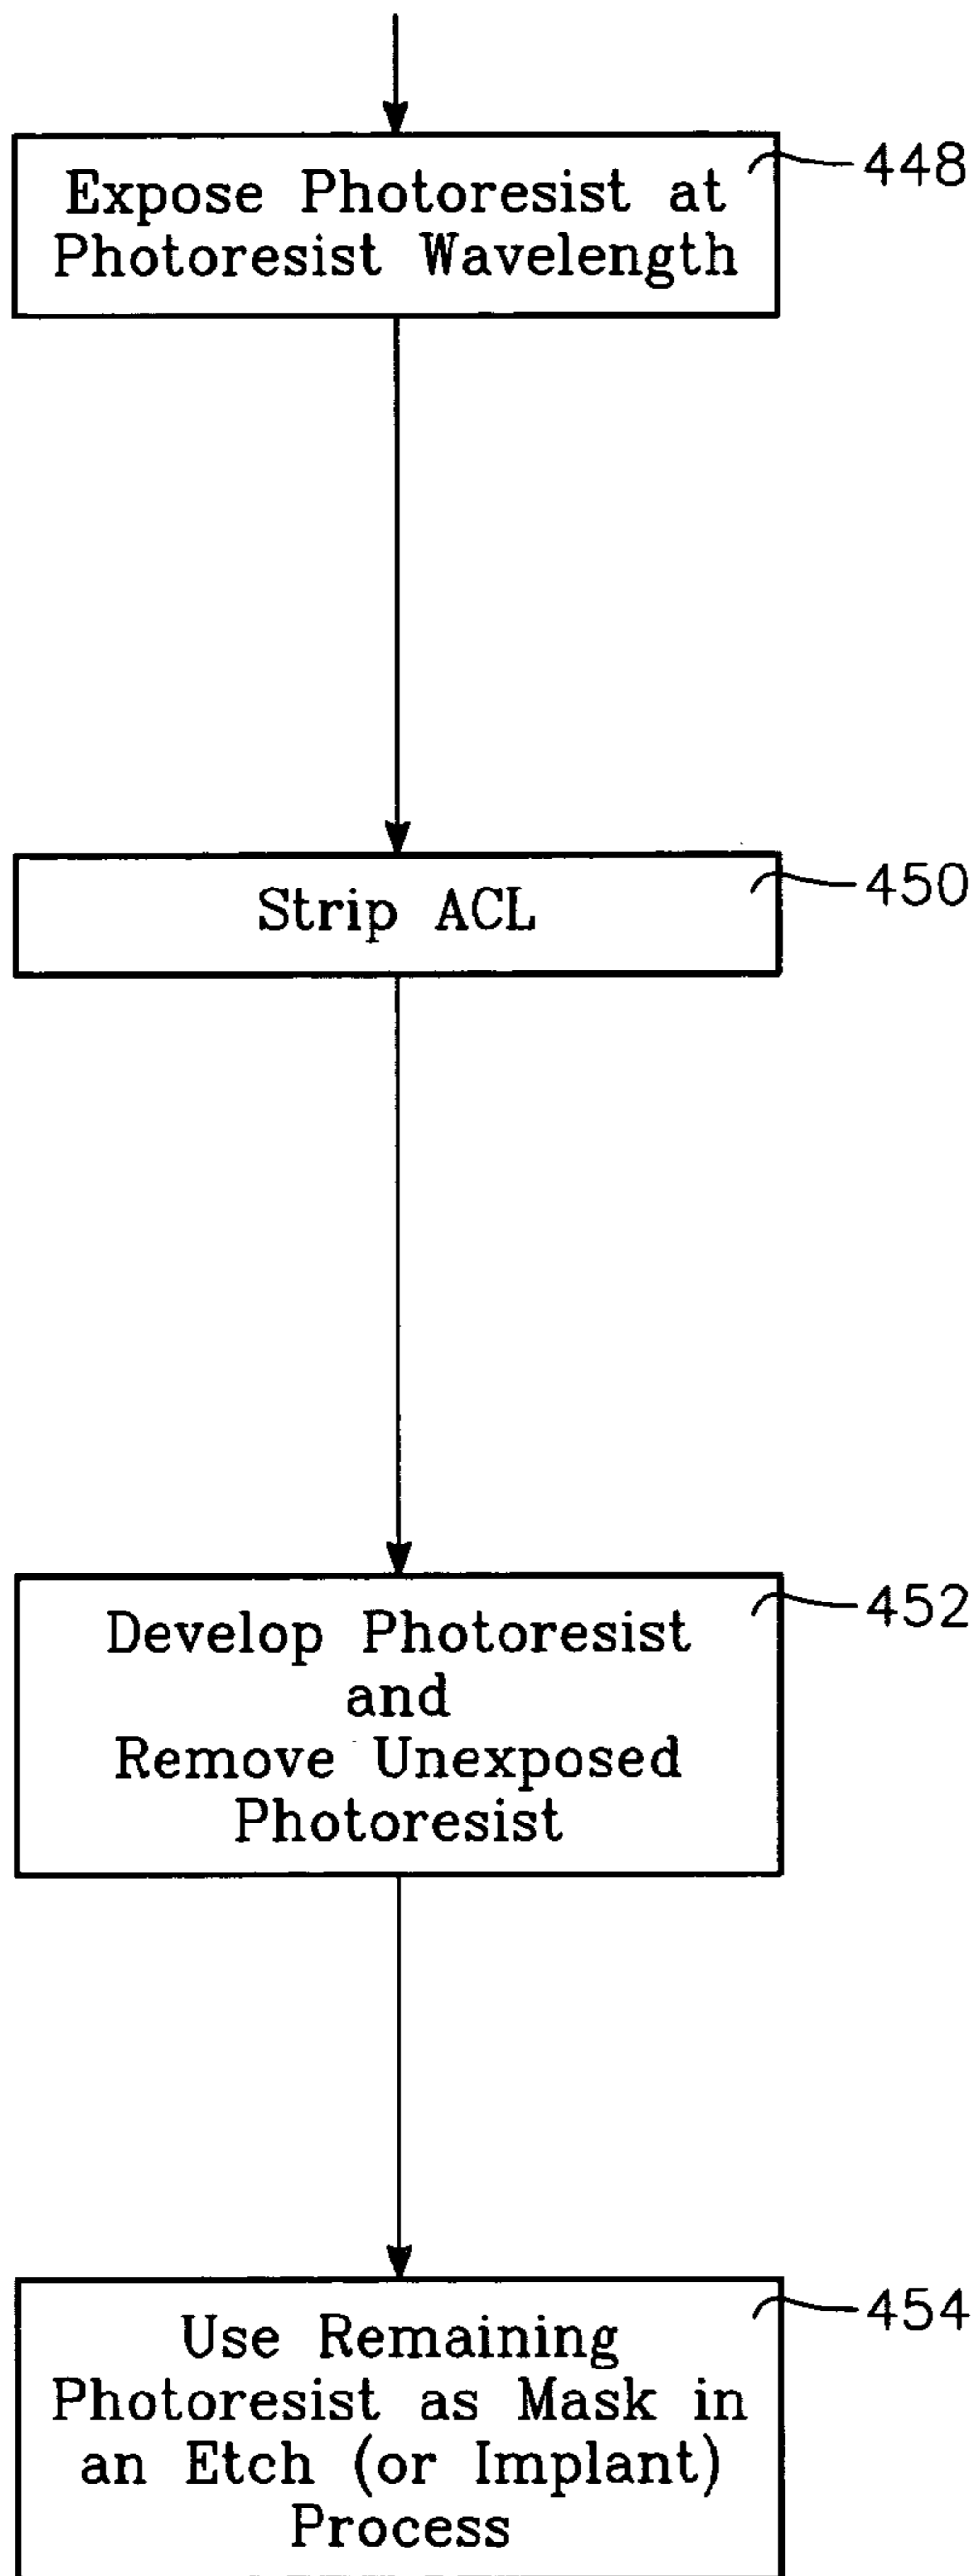 448
Expose Photoresist at
Photoresist Wavelength
450
Strip ACL
452
Develop Photoresist
and
Remove Unexposed
Photoresist
454
Use Remaining
Photoresist as Mask in
an Etch (or Implant)
Process